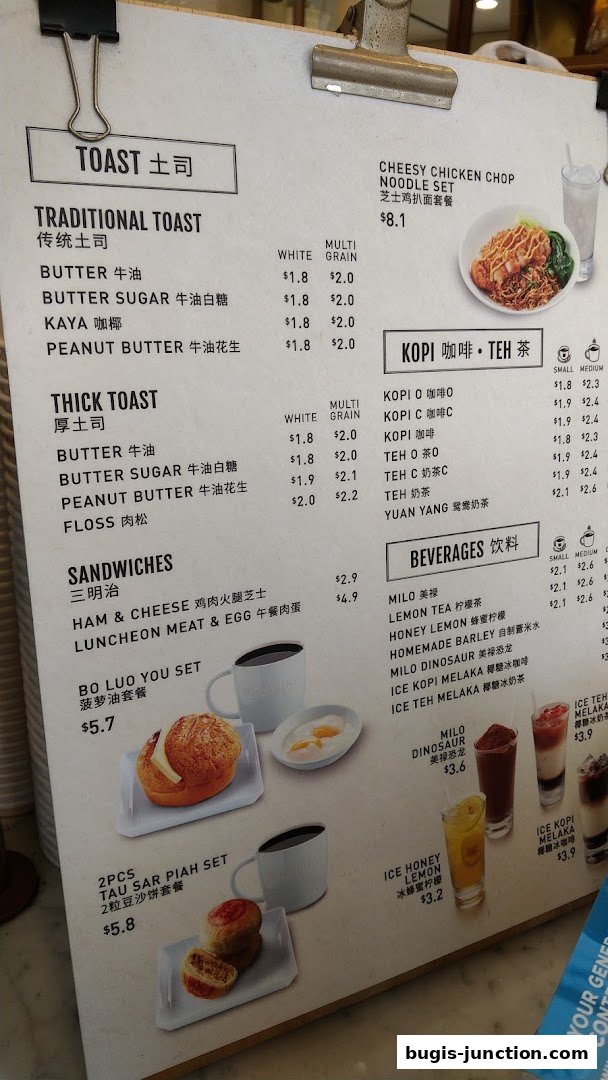 TOAST 土司
TRADITIONAL TOAST
传统土司
WHITE MULTI GRAIN
BUTTER 牛油 $1.8 $2.0
BUTTER SUGAR 牛油白糖 $1.8 $2.0
KAYA 咖椰 $1.8 $2.0
PEANUT BUTTER 牛油花生 $1.8 $2.0
THICK TOAST
厚土司
WHITE MULTI GRAIN
BUTTER 牛油 $1.8 $2.0
BUTTER SUGAR 牛油白糖 $1.8 $2.0
PEANUT BUTTER 牛油花生 $1.9 $2.1
FLOSS 肉松 $2.0 $2.2
SANDWICHES
三明治
HAM & CHEESE 鸡肉火腿芝士 $2.9
LUNCHEON MEAT & EGG 午餐肉蛋 $4.9
BO LUO YOU SET
菠萝油套餐
$5.7
2PCS
TAU SAR PIAH SET
2粒豆沙饼套餐
$5.8
CHEESY CHICKEN CHOP
NOODLE SET
芝士鸡扒面套餐
$8.1
KOPI 咖啡 • TEH 茶
SMALL MEDIUM
KOPI O 咖啡O $1.8 $2.3
KOPI C 咖啡C $1.9 $2.4
KOPI 咖啡 $1.9 $2.4
TEH O 茶O $1.8 $2.3
TEH C 奶茶C $1.9 $2.4
TEH 奶茶 $1.9 $2.4
YUAN YANG 鸳鸯奶茶 $2.1 $2.6
BEVERAGES 饮料
SMALL MEDIUM
MILO 美禄 $2.1 $2.6
LEMON TEA 柠檬茶 $2.1 $2.6
HONEY LEMON 蜂蜜柠檬 $2.1 $2.6
HOMEMADE BARLEY 自制薏米水
MILO DINOSAUR 美禄恐龙
ICE KOPI MELAKA 椰糖冰咖啡
ICE TEH MELAKA 椰糖冰奶茶
MILO
DINOSAUR
美禄恐龙
$3.6
ICE TEH
MELAKA
椰糖冰奶
$3.9
ICE KOPI
MELAKA
椰糖冰咖啡
$3.9
ICE HONEY
LEMON
冰蜂蜜柠檬
$3.2
YOUR GENER
CONT
bugis-junction.com